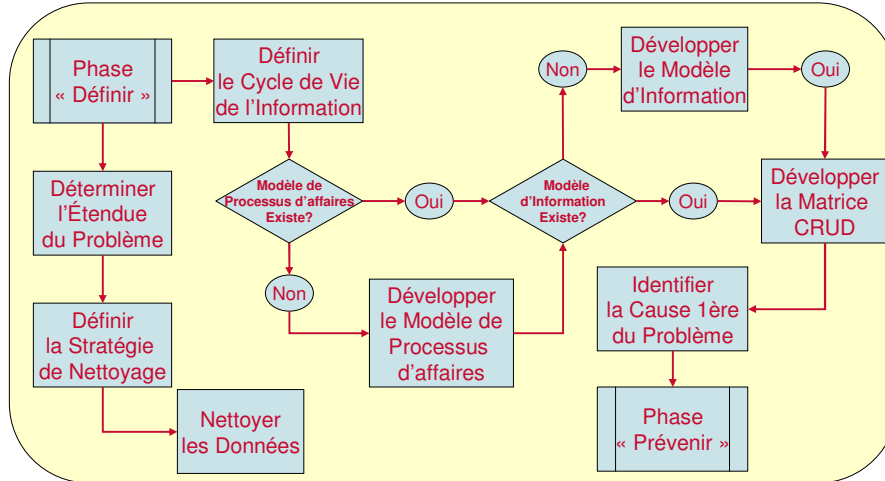 Phase
« Définir »
Définir
le Cycle de Vie
de l'Information
Non
Développer
le Modèle
d'Information
Oui
Déterminer
l'Étendue
du Problème
Modèle de
Processus d'affaires
Existe?
Oui
Modèle
d'Information
Existe?
Oui
Développer
la Matrice
CRUD
Non
Définir
la Stratégie
de Nettoyage
Développer
le Modèle de
Processus
d'affaires
Identifier
la Cause 1ère
du Problème
Nettoyer
les Données
Phase
« Prévenir »